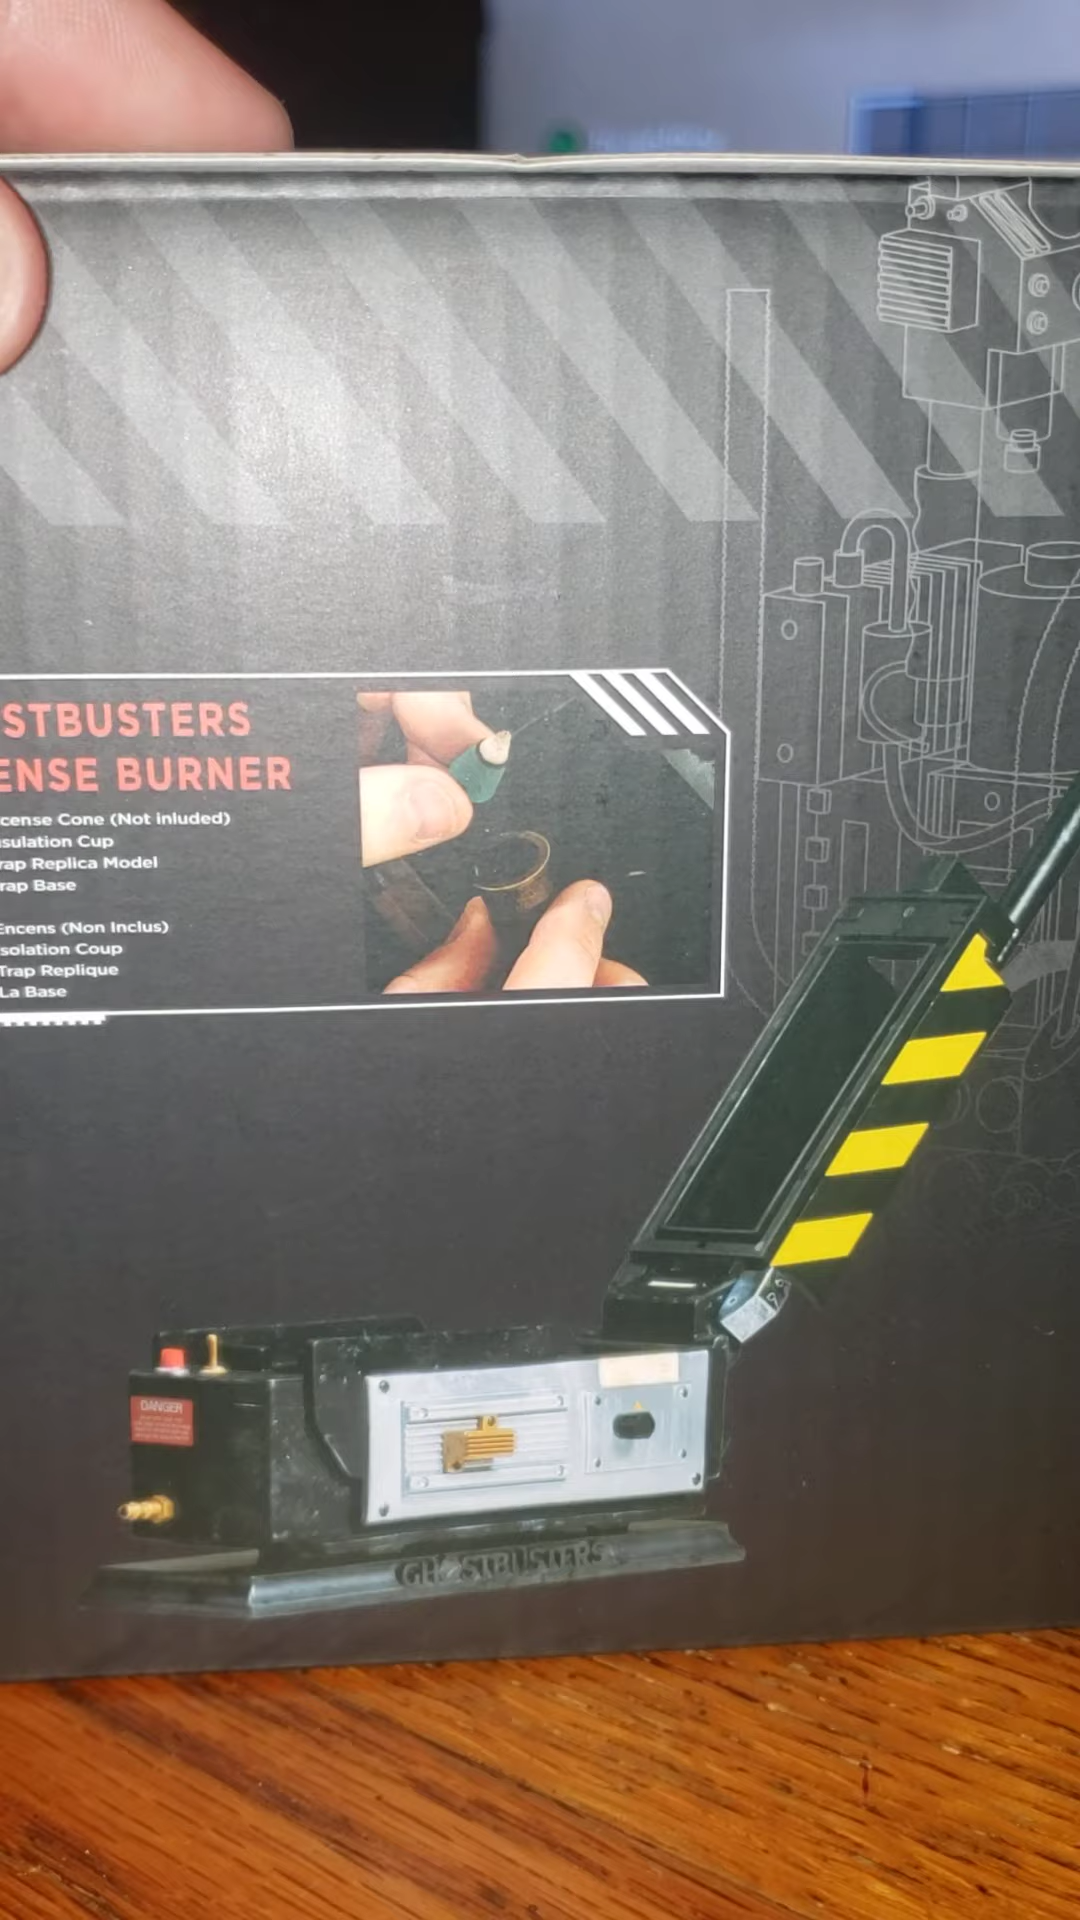 STBUSTERS
ENSE BURNER
cense Cone (Not inluded)
sulation Cup
rap Replica Model
rap Base
Encens (Non Inclus)
solation Coup
Trap Replique
La Base
DANGER
GHOSTBUSTERS